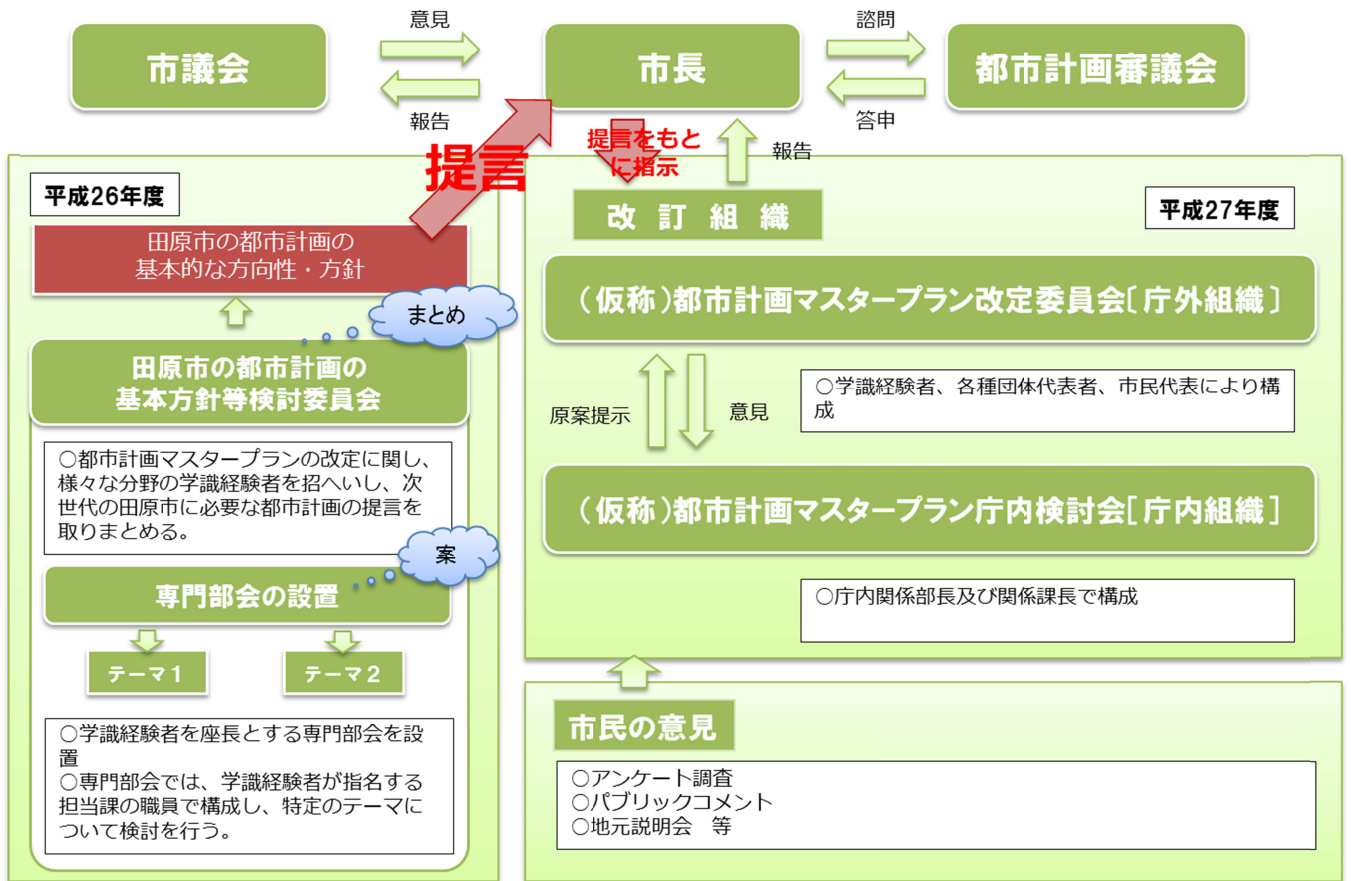 意見
諮問
市議会
市長
都市計画審議会
報告
答申
提言
提言をもと
に指示
報告
平成26年度
田原市の都市計画の
基本的な方向性・方針
まとめ
田原市の都市計画の
基本方針等検討委員会
○都市計画マスタープランの改定に関し、
様々な分野の学識経験者を招へいし、次
世代の田原市に必要な都市計画の提言を
取りまとめる。
案
専門部会の設置
テーマ1
テーマ2
○学識経験者を座長とする専門部会を設
置
○専門部会では、学識経験者が指名する
担当課の職員で構成し、特定のテーマに
ついて検討を行う。
改訂組織
平成27年度
（仮称）都市計画マスタープラン改定委員会［庁外組織］
原案提示
意見
○学識経験者、各種団体代表者、市民代表により構
成
（仮称）都市計画マスタープラン庁内検討会［庁内組織］
○庁内関係部長及び関係課長で構成
市民の意見
○アンケート調査
○パブリックコメント
○地元説明会　等